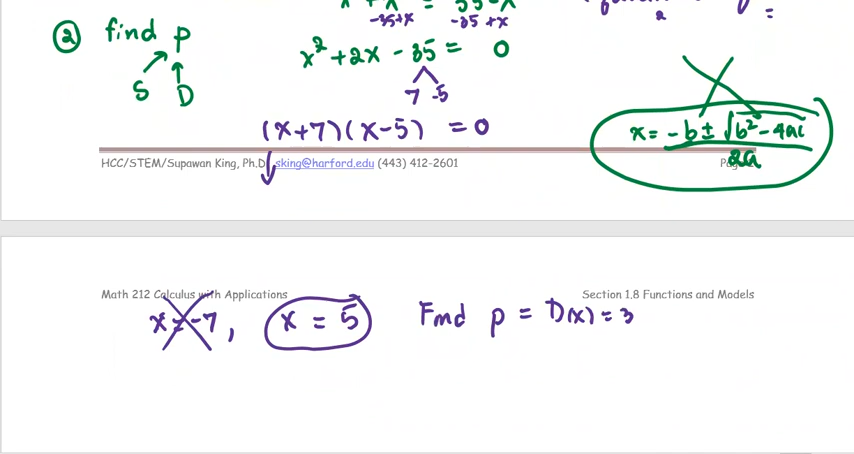 ② find p
-35+x -35+x
x² + 2x - 35 = 0
S D
7 -5
(x+7)(x-5) = 0
x = -b ± √b² - 4ac
2a
HCC/STEM/Supawan King, Ph.D sking@harford.edu (443) 412-2601
Math 212 Calculus with Applications Section 1.8 Functions and Models
x = -7, x = 5 Find p = D(x) = 3